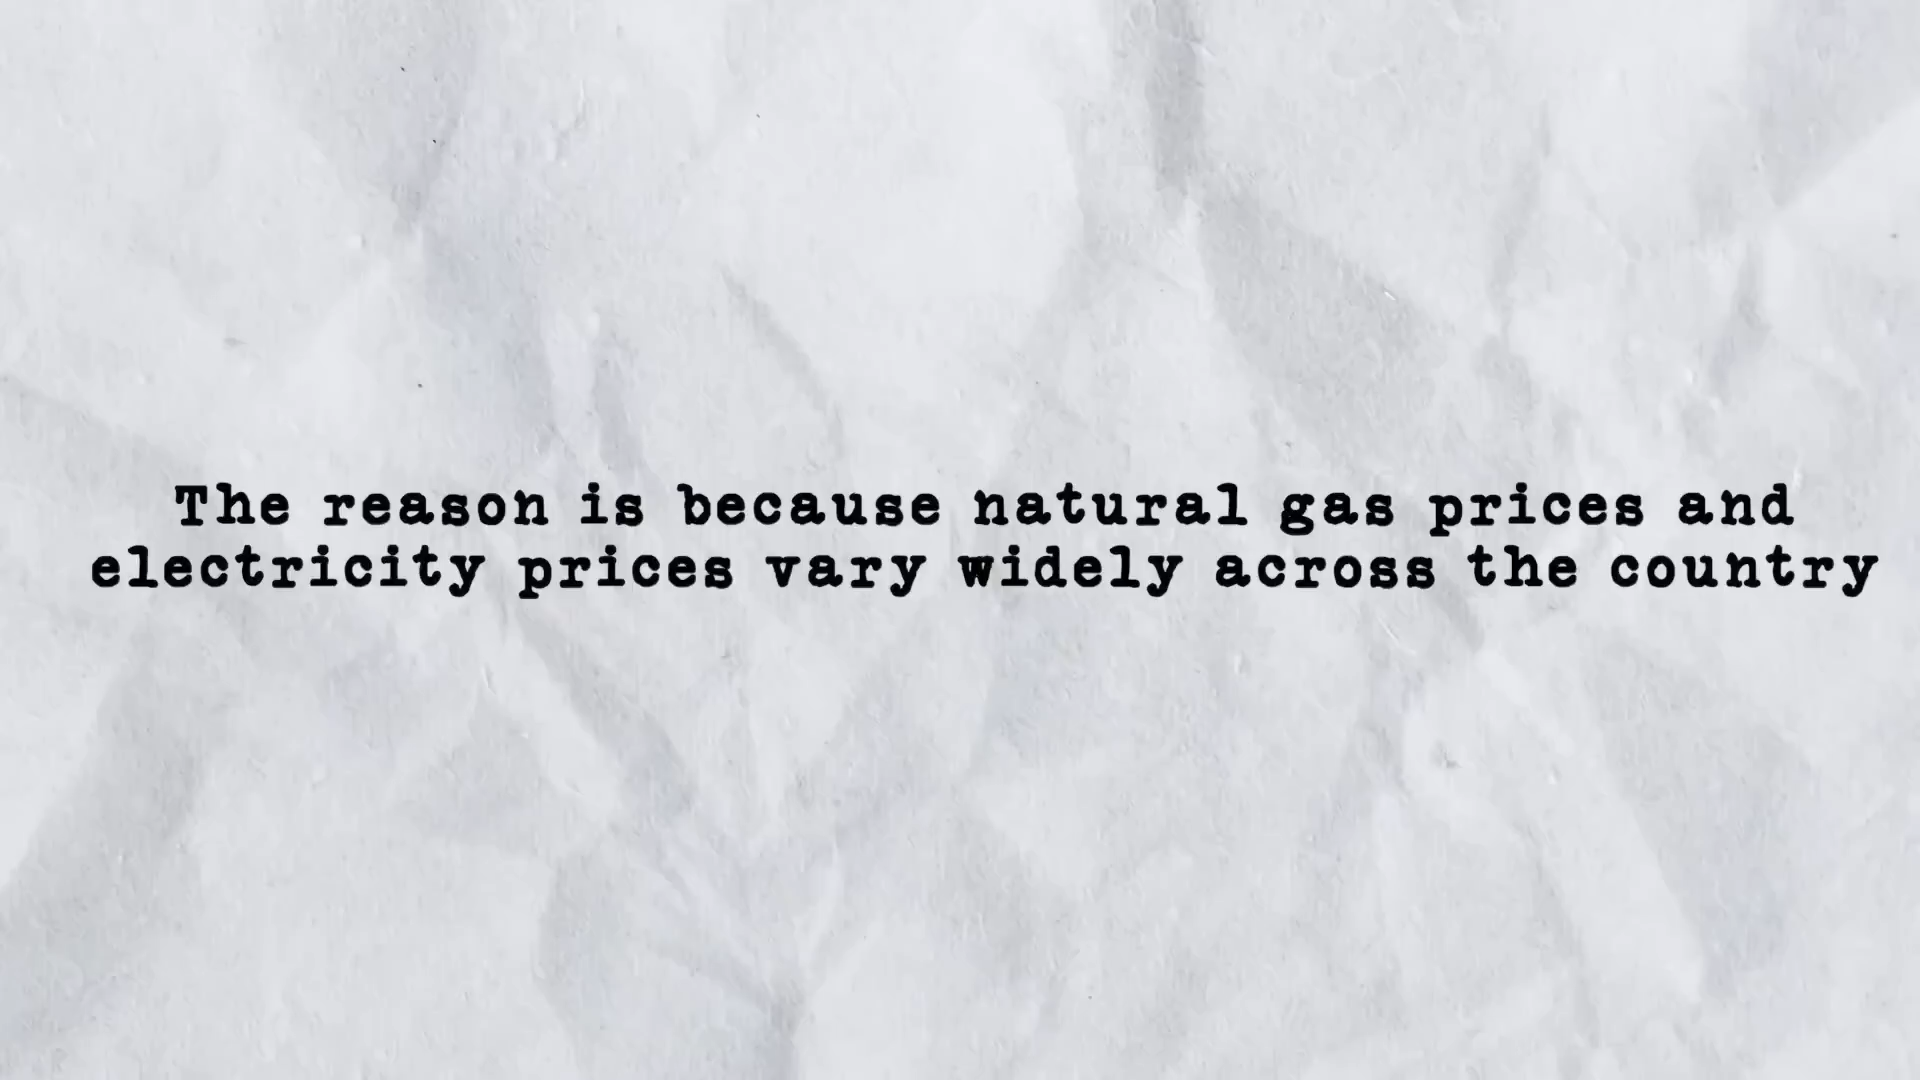 The reason is because natural gas prices and
electricity prices vary widely across the country